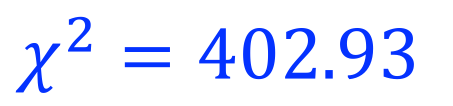 χ² = 402.93